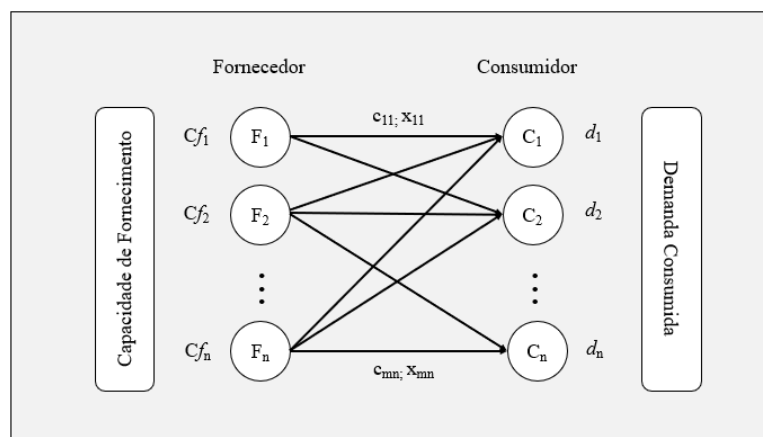 Fornecedor
Consumidor
Capacidade de Fornecimento
Cf₁
F₁
c₁₁; x₁₁
C₁
d₁
Cf₂
F₂
C₂
d₂
Cfₙ
Fₙ
cₘₙ; xₘₙ
Cₙ
dₙ
Demanda Consumida